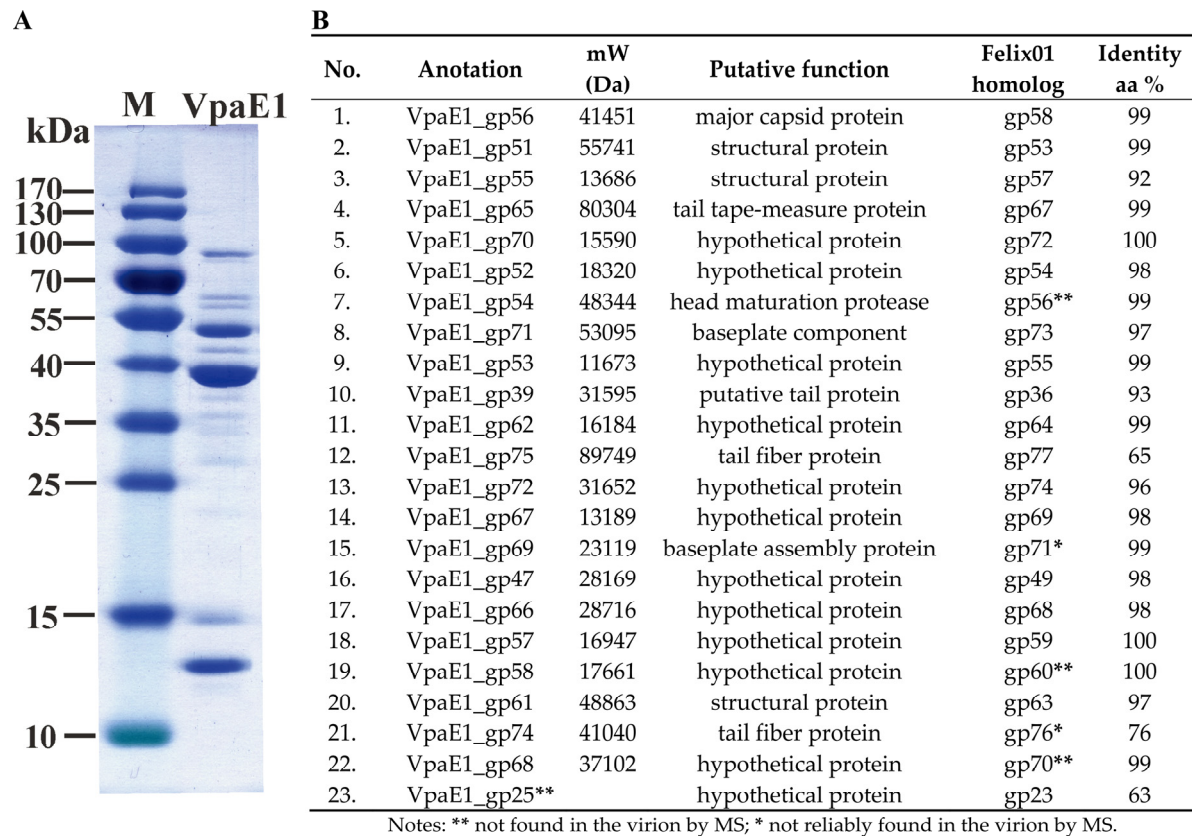 A
M VpaE1
kDa
170
130
100
70
55
40
35
25
15
10
B
No. Anotation mW (Da) Putative function Felix01 homolog Identity aa %
1. VpaE1_gp56 41451 major capsid protein gp58 99
2. VpaE1_gp51 55741 structural protein gp53 99
3. VpaE1_gp55 13686 structural protein gp57 92
4. VpaE1_gp65 80304 tail tape-measure protein gp67 99
5. VpaE1_gp70 15590 hypothetical protein gp72 100
6. VpaE1_gp52 18320 hypothetical protein gp54 98
7. VpaE1_gp54 48344 head maturation protease gp56** 99
8. VpaE1_gp71 53095 baseplate component gp73 97
9. VpaE1_gp53 11673 hypothetical protein gp55 99
10. VpaE1_gp39 31595 putative tail protein gp36 93
11. VpaE1_gp62 16184 hypothetical protein gp64 99
12. VpaE1_gp75 89749 tail fiber protein gp77 65
13. VpaE1_gp72 31652 hypothetical protein gp74 96
14. VpaE1_gp67 13189 hypothetical protein gp69 98
15. VpaE1_gp69 23119 baseplate assembly protein gp71* 99
16. VpaE1_gp47 28169 hypothetical protein gp49 98
17. VpaE1_gp66 28716 hypothetical protein gp68 98
18. VpaE1_gp57 16947 hypothetical protein gp59 100
19. VpaE1_gp58 17661 hypothetical protein gp60** 100
20. VpaE1_gp61 48863 structural protein gp63 97
21. VpaE1_gp74 41040 tail fiber protein gp76* 76
22. VpaE1_gp68 37102 hypothetical protein gp70** 99
23. VpaE1_gp25** hypothetical protein gp23 63
Notes: ** not found in the virion by MS; * not reliably found in the virion by MS.